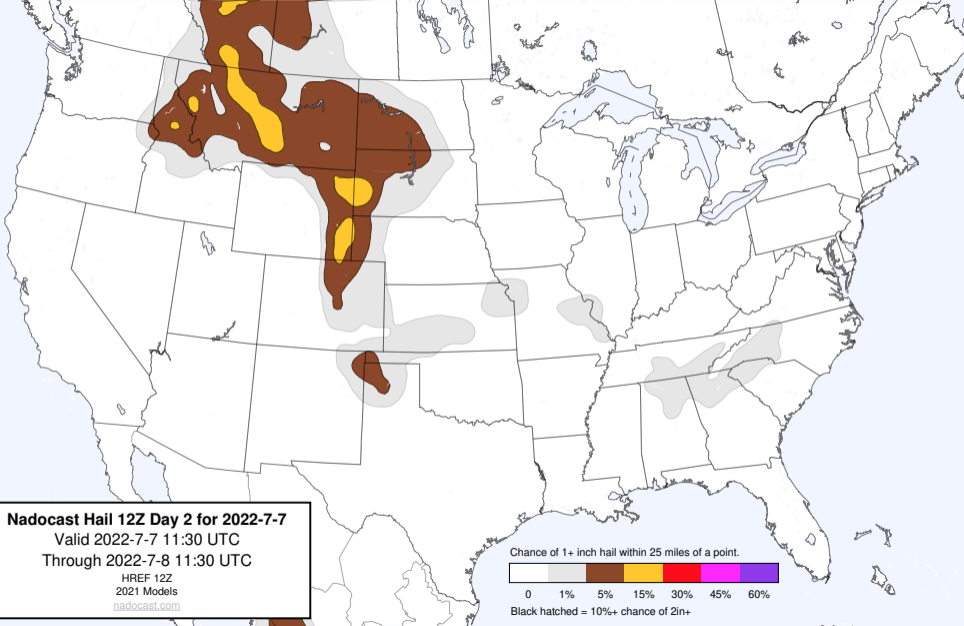 Nadocast Hail 12Z Day 2 for 2022-7-7
Valid 2022-7-7 11:30 UTC
Through 2022-7-8 11:30 UTC
HREF 12Z
2021 Models
nadocast.com
Chance of 1+ inch hail within 25 miles of a point.
0 1% 5% 15% 30% 45% 60%
Black hatched = 10%+ chance of 2in+